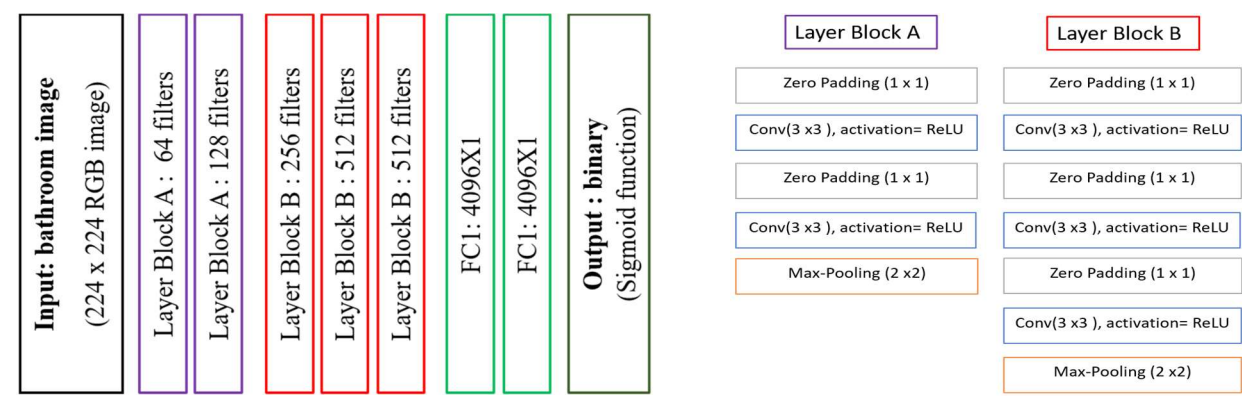 Input: bathroom image
(224 x 224 RGB image)
Layer Block A :  64 filters
Layer Block A : 128 filters
Layer Block B : 256 filters
Layer Block B : 512 filters
Layer Block B : 512 filters
FC1: 4096X1
FC1: 4096X1
Output : binary
(Sigmoid function)
Layer Block A
Zero Padding (1 x 1)
Conv(3 x3 ), activation= ReLU
Zero Padding (1 x 1)
Conv(3 x3 ), activation= ReLU
Max-Pooling (2 x2)
Layer Block B
Zero Padding (1 x 1)
Conv(3 x3 ), activation= ReLU
Zero Padding (1 x 1)
Conv(3 x3 ), activation= ReLU
Zero Padding (1 x 1)
Conv(3 x3 ), activation= ReLU
Max-Pooling (2 x2)